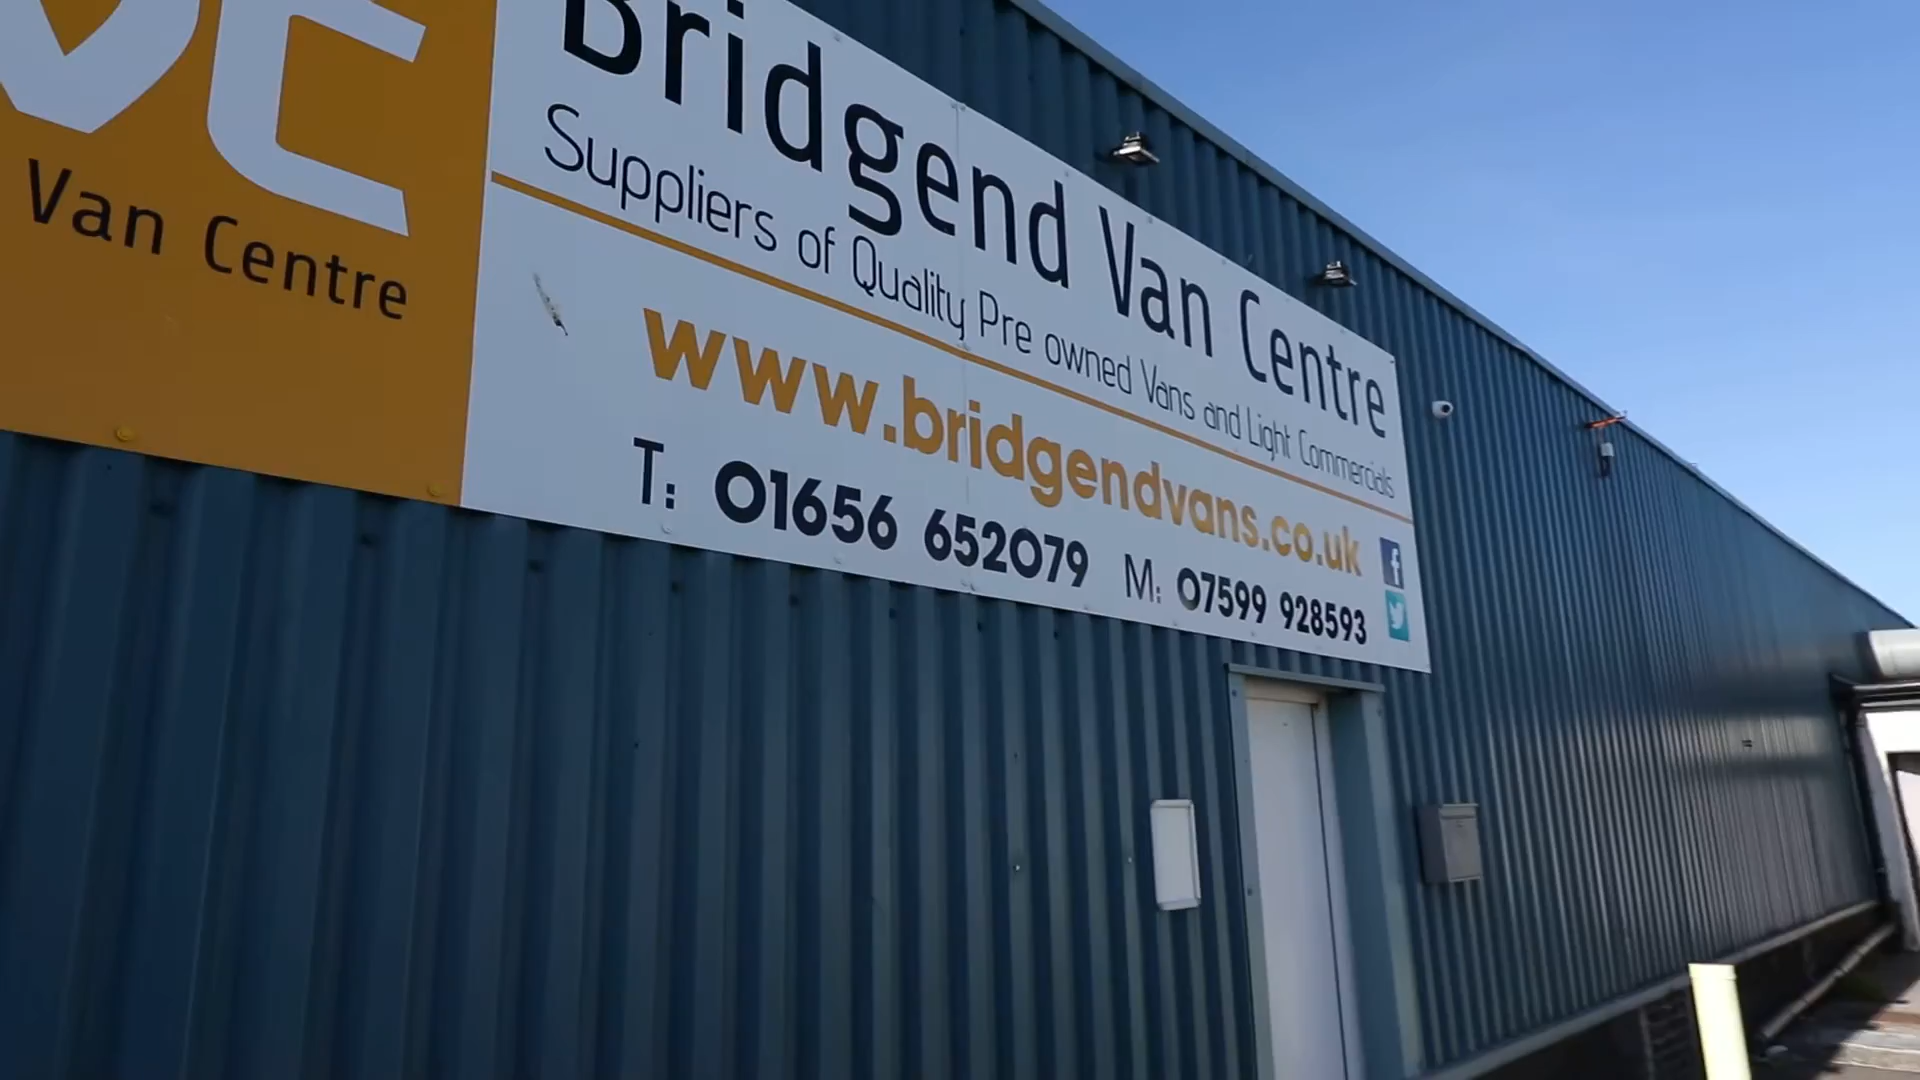 VC
Van Centre
Bridgend Van Centre
Suppliers of Quality Pre owned Vans and Light Commercials
www.bridgendvans.co.uk
T: 01656 652079 M: 07599 928593